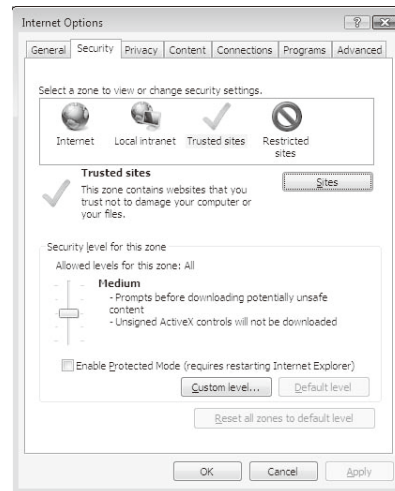 Internet Options
General Security Privacy Content Connections Programs Advanced
Select a zone to view or change security settings.
Internet Local intranet Trusted sites Restricted
sites
Trusted sites
Sites
This zone contains websites that you
trust not to damage your computer or
your files.
Security level for this zone
Allowed levels for this zone: All
Medium
- Prompts before downloading potentially unsafe
content
- Unsigned ActiveX controls will not be downloaded
Enable Protected Mode (requires restarting Internet Explorer)
Custom level... Default level
Reset all zones to default level
OK Cancel Apply